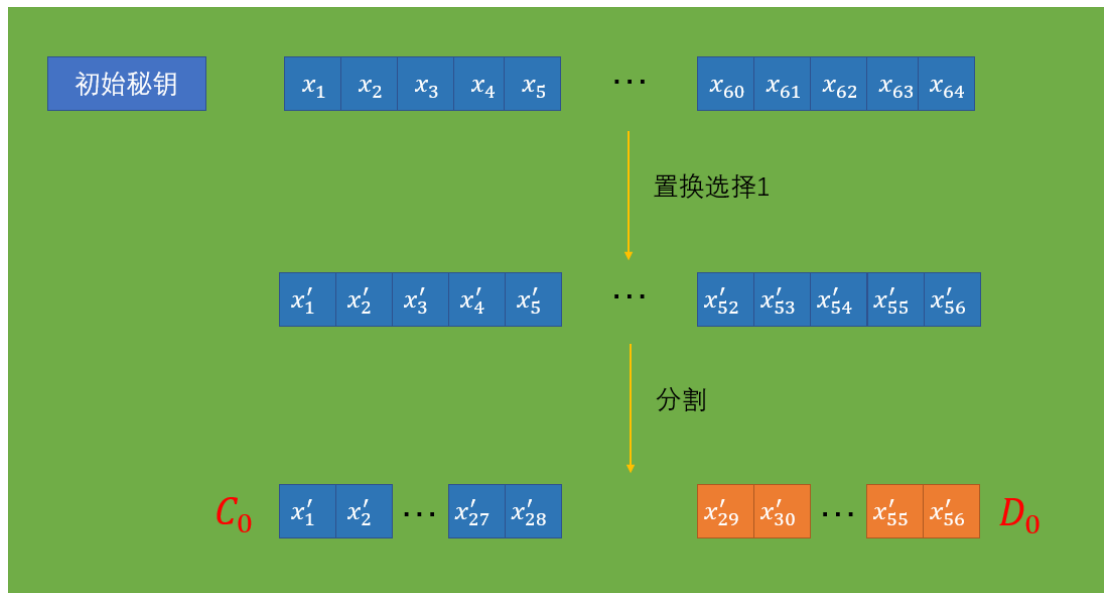 初始秘钥 x₁ x₂ x₃ x₄ x₅ ⋯ x₆₀ x₆₁ x₆₂ x₆₃ x₆₄
置换选择1
x′₁ x′₂ x′₃ x′₄ x′₅ ⋯ x′₅₂ x′₅₃ x′₅₄ x′₅₅ x′₅₆
分割
C₀ x′₁ x′₂ ⋯ x′₂₇ x′₂₈ x′₂₉ x′₃₀ ⋯ x′₅₅ x′₅₆ D₀